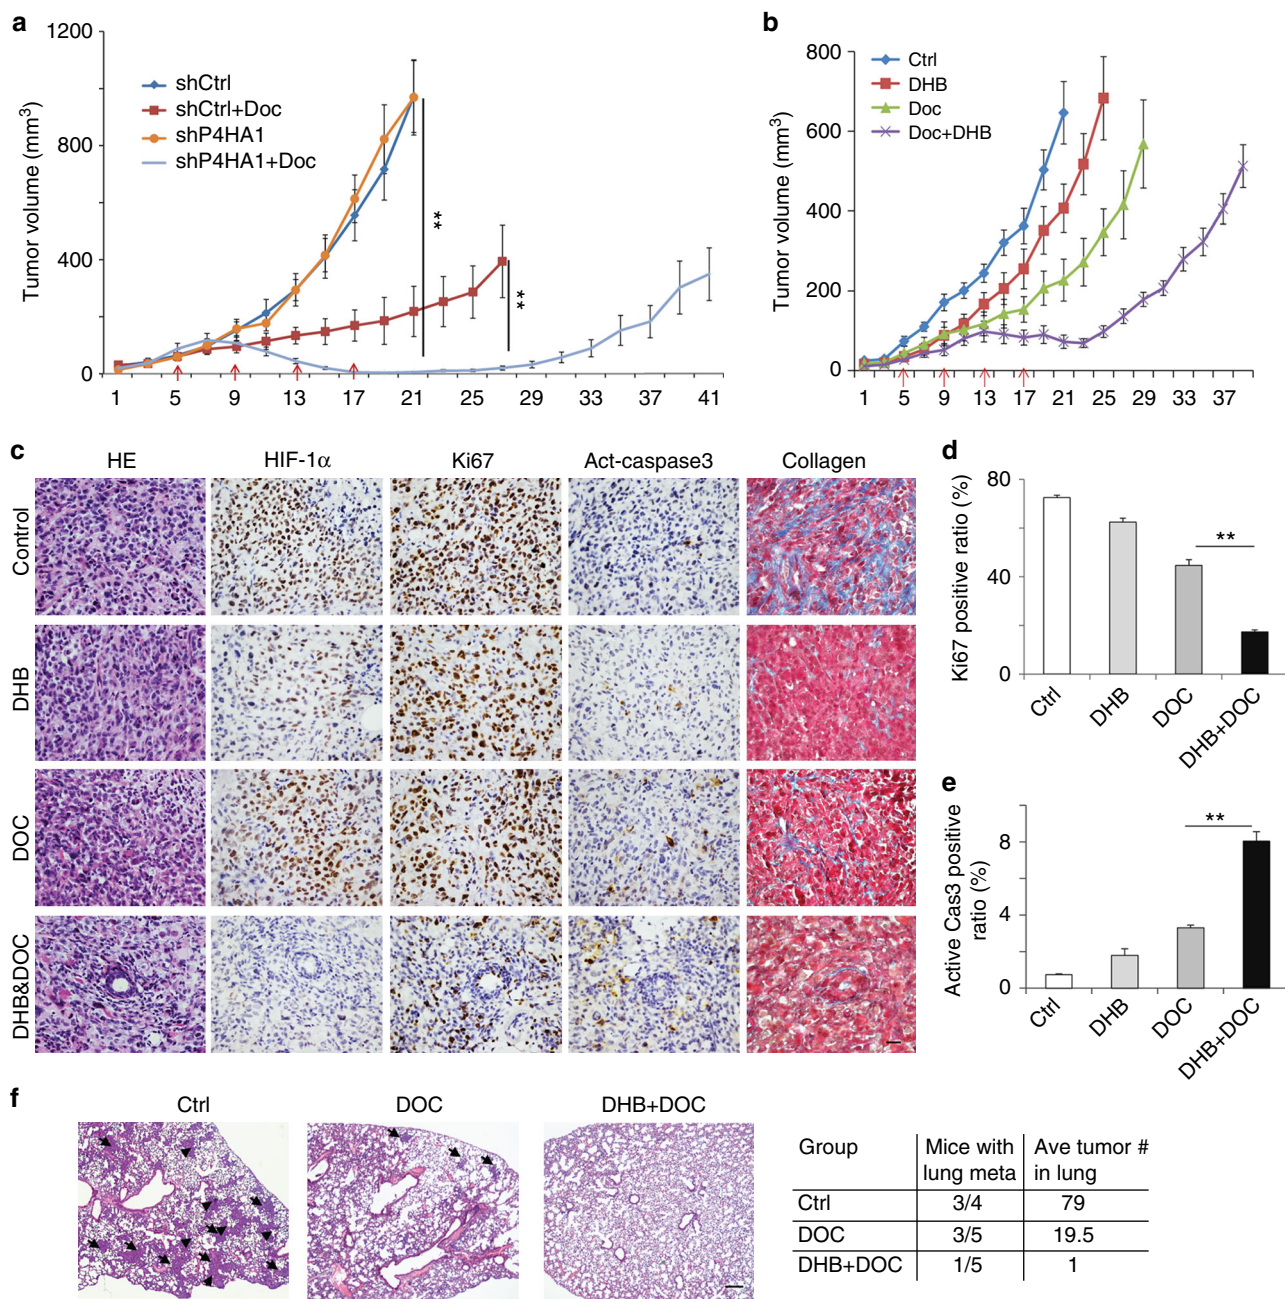 a
1200
800
400
0
Tumor volume (mm³)
shCtrl
shCtrl+Doc
shP4HA1
shP4HA1+Doc
**
**
1 5 9 13 17 21 25 29 33 37 41
b
800
600
400
200
0
Tumor volume (mm³)
Ctrl
DHB
Doc
Doc+DHB
1 5 9 13 17 21 25 29 33 37
c
HE HIF-1α Ki67 Act-caspase3 Collagen
Control
DHB
DOC
DHB&DOC
d
80
40
0
Ki67 positive ratio (%)
**
Ctrl DHB DOC DHB+DOC
e
8
4
0
Active Cas3 positive
ratio (%)
**
Ctrl DHB DOC DHB+DOC
f
Ctrl DOC DHB+DOC
Group Mice with lung meta Ave tumor # in lung
Ctrl 3/4 79
DOC 3/5 19.5
DHB+DOC 1/5 1